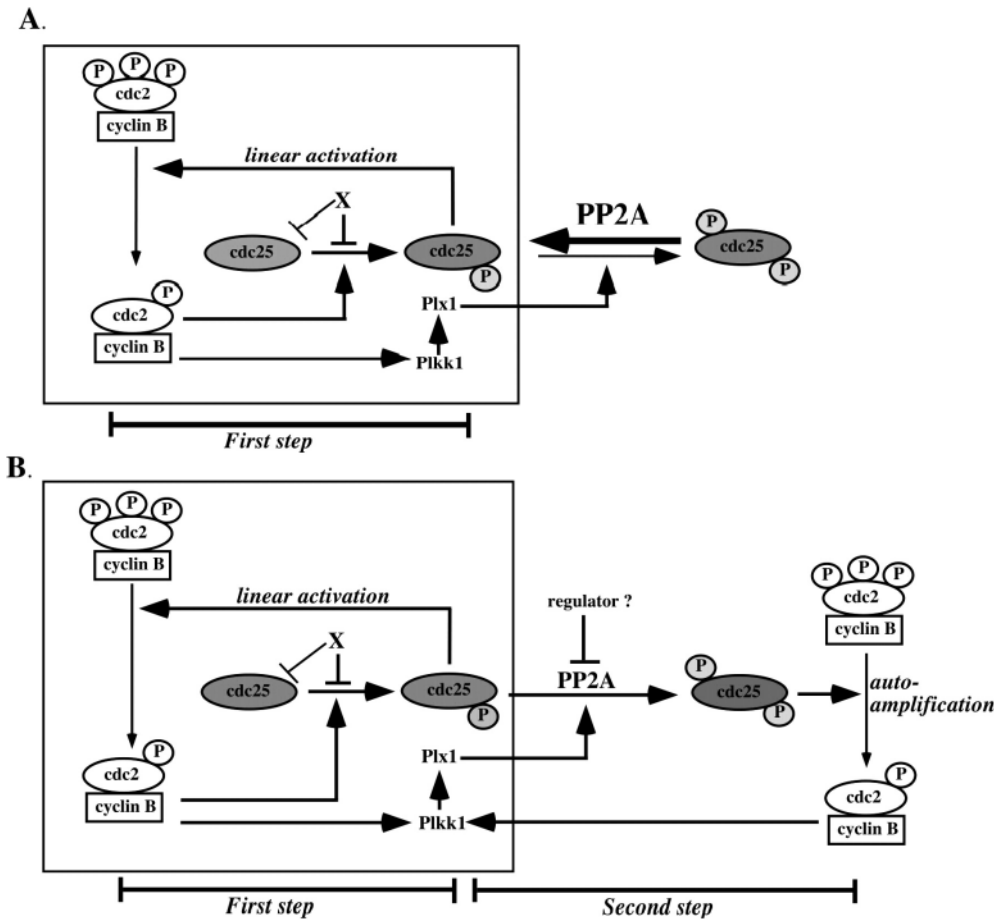 A.
P P P
cdc2
cyclin B
linear activation
X
PP2A
P
cdc25
cdc25
cdc25
P
P
P
cdc2
Plx1
cyclin B
Plkk1
First step
B.
P P P
cdc2
cyclin B
P P P
cdc2
cyclin B
linear activation
regulator ?
X
P
cdc25
cdc25
PP2A
cdc25
auto-
amplification
P
P
P
cdc2
Plx1
P
cdc2
cyclin B
Plkk1
cyclin B
First step
Second step